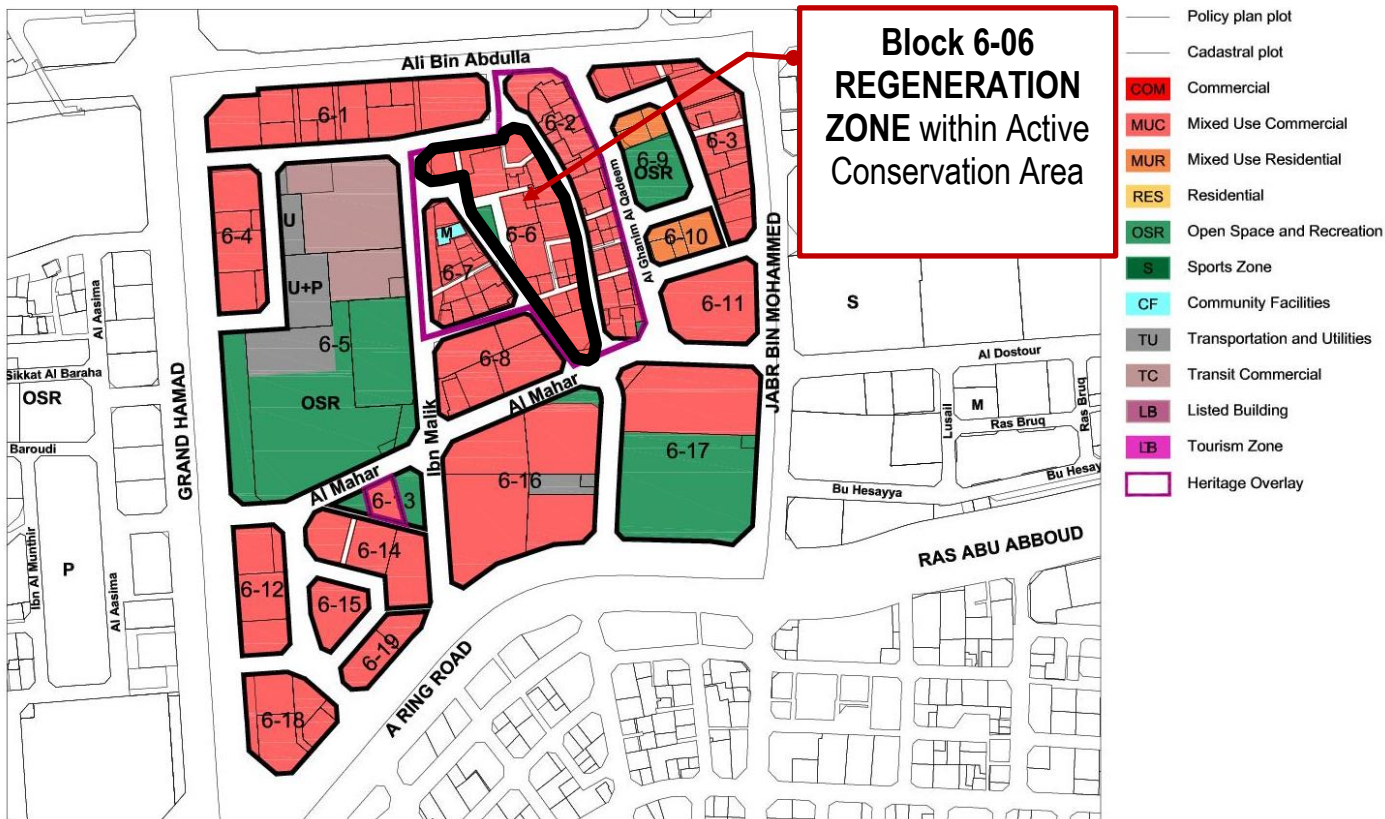 Block 6-06
REGENERATION
ZONE within Active
Conservation Area
Policy plan plot
Cadastral plot
COM Commercial
MUC Mixed Use Commercial
MUR Mixed Use Residential
RES Residential
OSR Open Space and Recreation
S Sports Zone
CF Community Facilities
TU Transportation and Utilities
TC Transit Commercial
LB Listed Building
Tourism Zone
Heritage Overlay
Ali Bin Abdulla
6-1
6-2
6-3
6-9
OSR
6-4
U
6-6
M
6-7
Al Ghanim Al Qadeem
6-10
6-11
U+P
6-5
OSR
6-8
Al Mahar
Ibn Malik
JABR BIN MOHAMMED
GRAND HAMAD
Al Aasima
Sikkat Al Baraha
OSR
Baroudi
S
Al Dostour
M
Lusail
Ras Bruq
Ras Bruq
Bu Hesayya
Bu Hesay
6-17
6-16
Al Mahar
6-13
6-14
6-12
6-15
6-19
6-18
P
Ibn Al Munthir
Al Aasima
A RING ROAD
RAS ABU ABBOUD